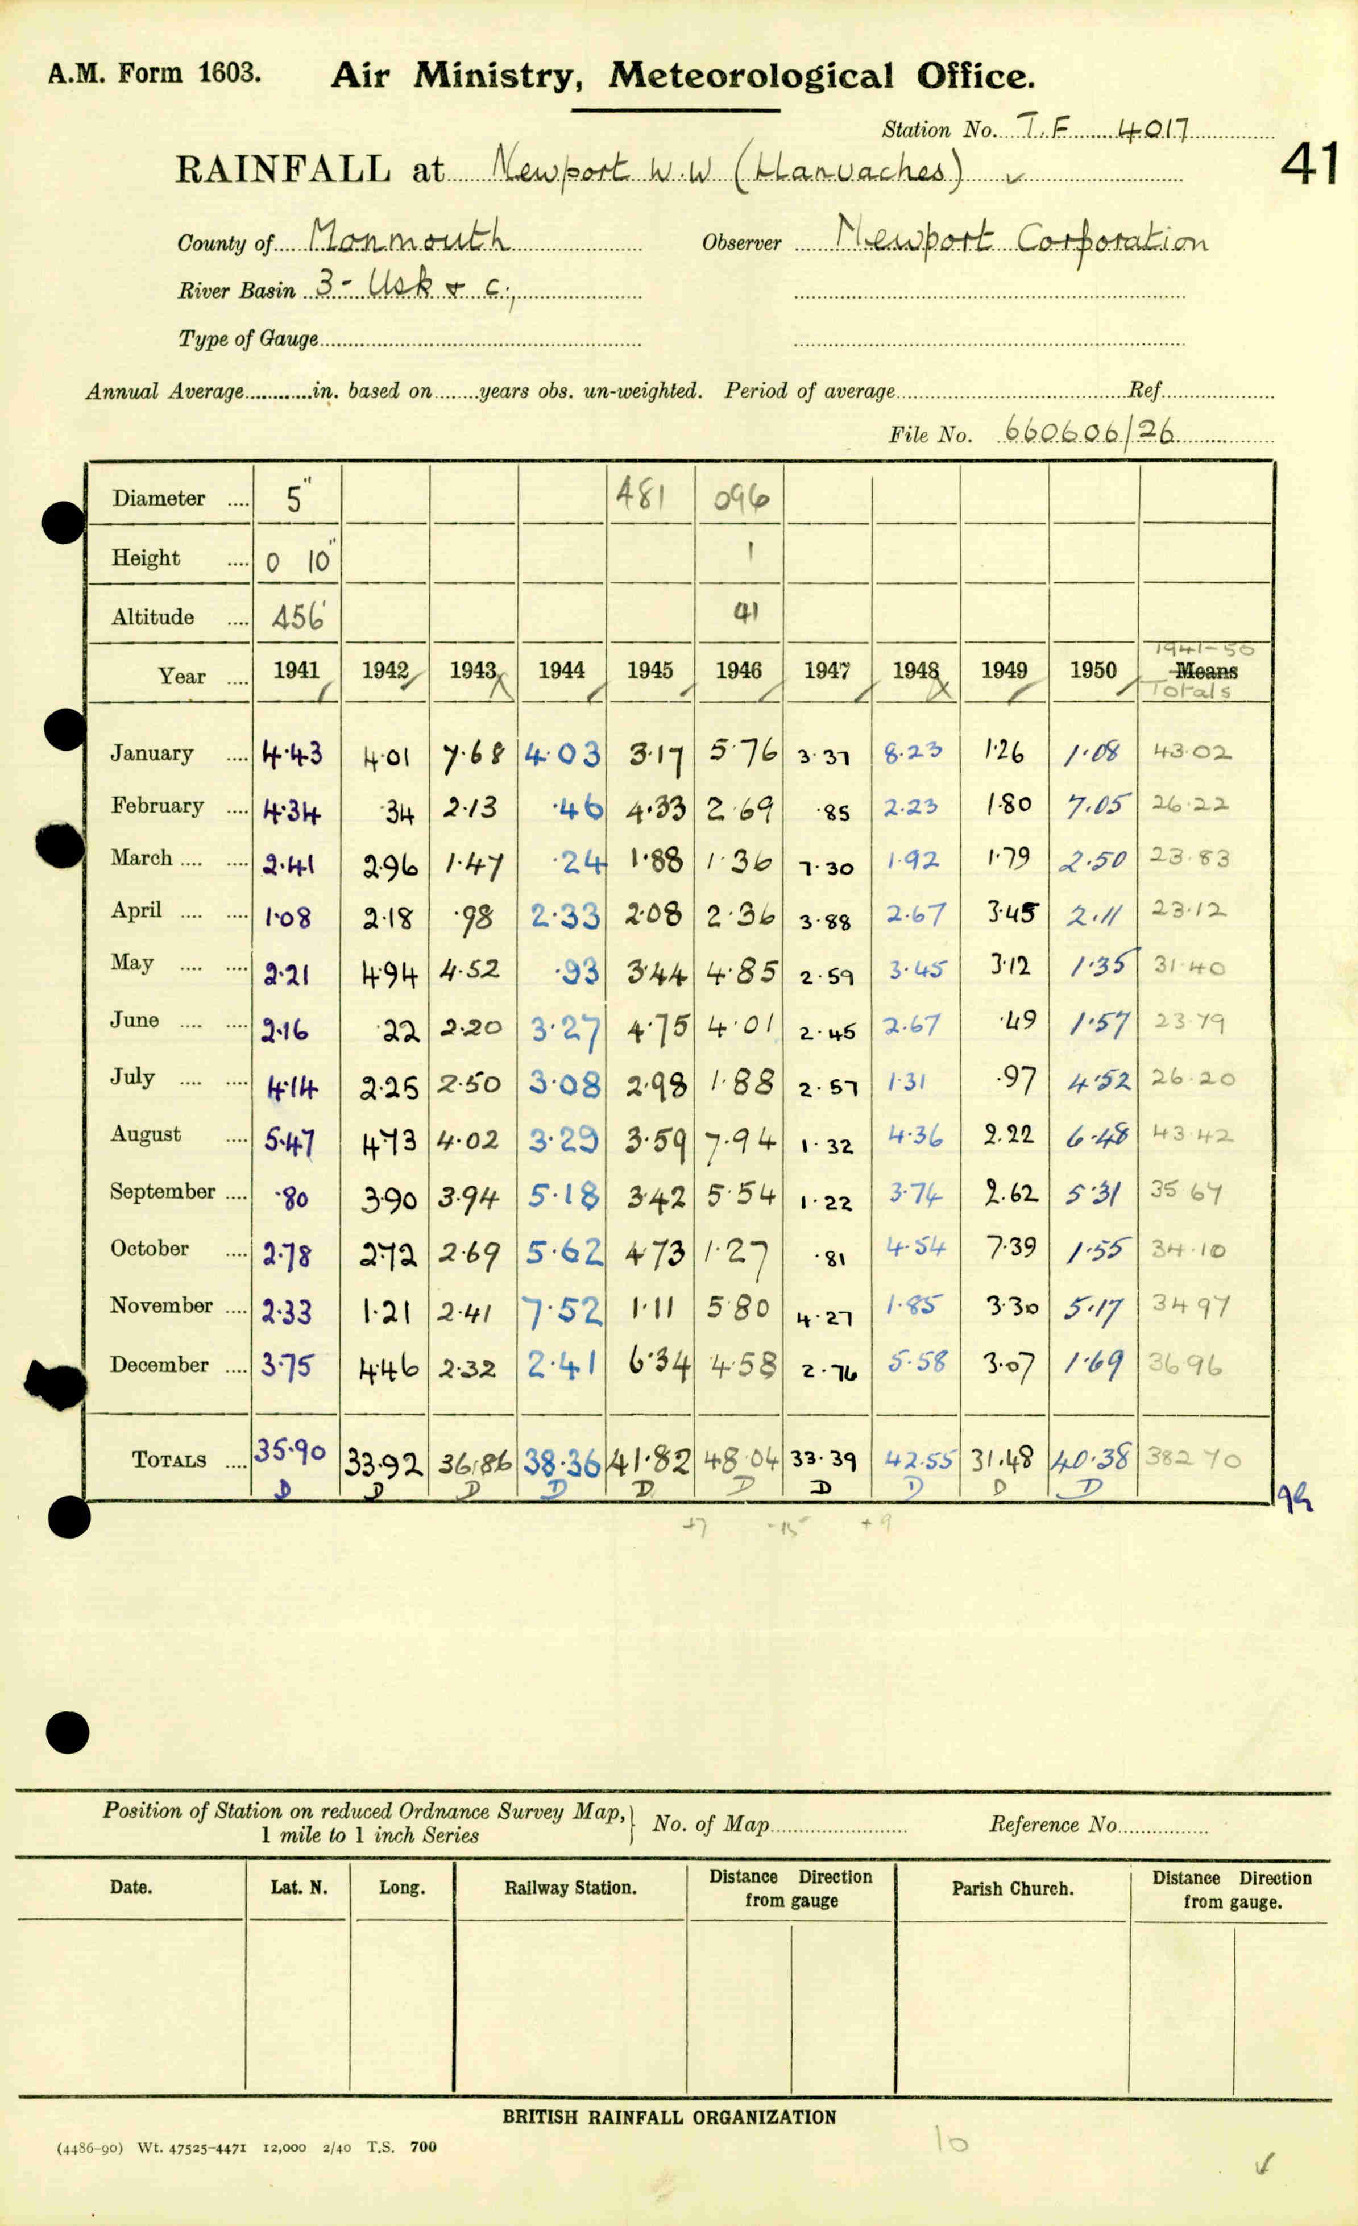 A.M. Form 1603. Air Ministry, Meteorological Office.
Station No. T.F 4017
RAINFALL at Newport W.W (Llanvaches) ✓ 41
County of Monmouth Observer Newport Corporation
River Basin 3 - Usk & c.,
Type of Gauge
Annual Average in. based on years obs. un-weighted. Period of average Ref.
File No. 660606/26
Diameter .... 5" 481 096
Height .... 0 10" 1
Altitude .... 456' 41
1941-50
Year .... 1941 1942 1943 1944 1945 1946 1947 1948 1949 1950 Means
Totals
January .... 4.43 4.01 7.68 4.03 3.17 5.76 3.37 8.23 1.26 1.08 43.02
February .... 4.34 .34 2.13 .46 4.33 2.69 .85 2.23 1.80 7.05 26.22
March .... .... 2.41 2.96 1.47 .24 1.88 1.36 7.30 1.92 1.79 2.50 23.83
April .... .... 1.08 2.18 .98 2.33 2.08 2.36 3.88 2.67 3.45 2.11 23.12
May .... .... 2.21 4.94 4.52 .93 3.44 4.85 2.59 3.45 3.12 1.35 31.40
June .... .... 2.16 .22 2.20 3.27 4.75 4.01 2.45 2.67 .49 1.57 23.79
July .... .... 4.14 2.25 2.50 3.08 2.98 1.88 2.57 1.31 .97 4.52 26.20
August .... 5.47 4.73 4.02 3.29 3.59 7.94 1.32 4.36 2.22 6.48 43.42
September .... .80 3.90 3.94 5.18 3.42 5.54 1.22 3.74 2.62 5.31 35.67
October .... 2.78 2.72 2.69 5.62 4.73 1.27 .81 4.54 7.39 1.55 34.10
November .... 2.33 1.21 2.41 7.52 1.11 5.80 4.27 1.85 3.30 5.17 34.97
December .... 3.75 4.46 2.32 2.41 6.34 4.58 2.76 5.58 3.07 1.69 36.96
TOTALS .... 35.90 33.92 36.86 38.36 41.82 48.04 33.39 42.55 31.48 40.38 382.70
D D D D D D D D D D
+7 -15 +9
Position of Station on reduced Ordnance Survey Map, No. of Map Reference No.
1 mile to 1 inch Series
Date. Lat. N. Long. Railway Station. Distance Direction from gauge Parish Church. Distance Direction from gauge.
BRITISH RAINFALL ORGANIZATION
(4486-90) Wt. 47525-4471 12,000 2/40 T.S. 700
10 ✓